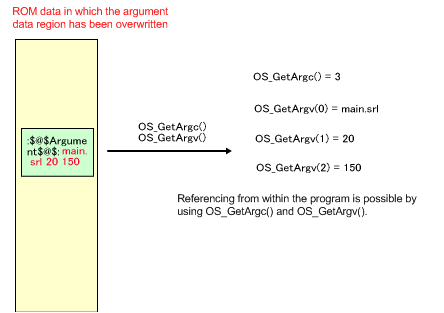 ROM data in which the argument
data region has been overwritten
:$@$Argume
nt$@$: main.
srl 20 150
OS_GetArgc()
OS_GetArgv()
OS_GetArgc() = 3
OS_GetArgv(0) = main.srl
OS_GetArgv(1) = 20
OS_GetArgv(2) = 150
Referencing from within the program is possible by
using OS_GetArgc() and OS_GetArgv().